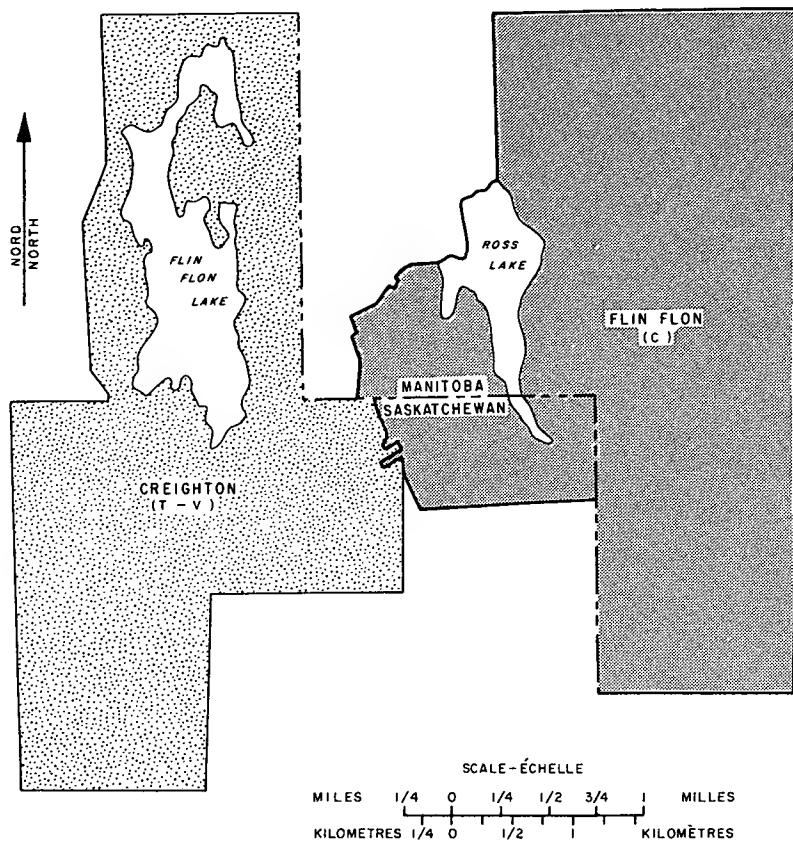 NORD
NORTH
FLIN
FLON
LAKE
ROSS
LAKE
FLIN FLON
(C)
MANITOBA
SASKATCHEWAN
CREIGHTON
(T – V)
SCALE-ÉCHELLE
MILES 1/4 0 1/4 1/2 3/4 1 MILLES
KILOMETRES 1/4 0 1/2 1 KILOMÈTRES